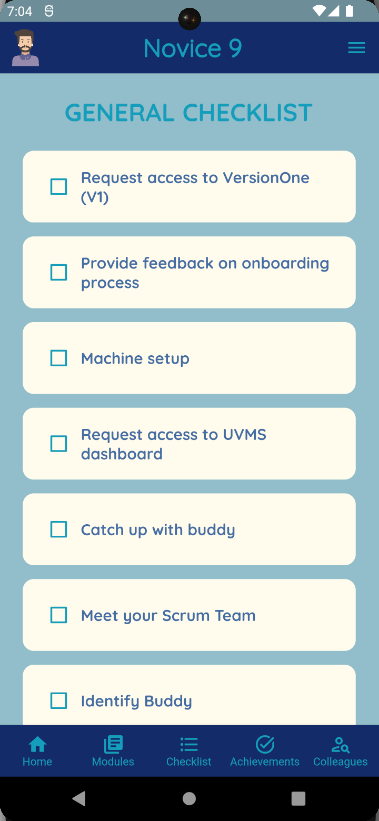 7:04
Novice 9
GENERAL CHECKLIST
Request access to VersionOne
(V1)
Provide feedback on onboarding
process
Machine setup
Request access to UVMS
dashboard
Catch up with buddy
Meet your Scrum Team
Identify Buddy
Home Modules Checklist Achievements Colleagues